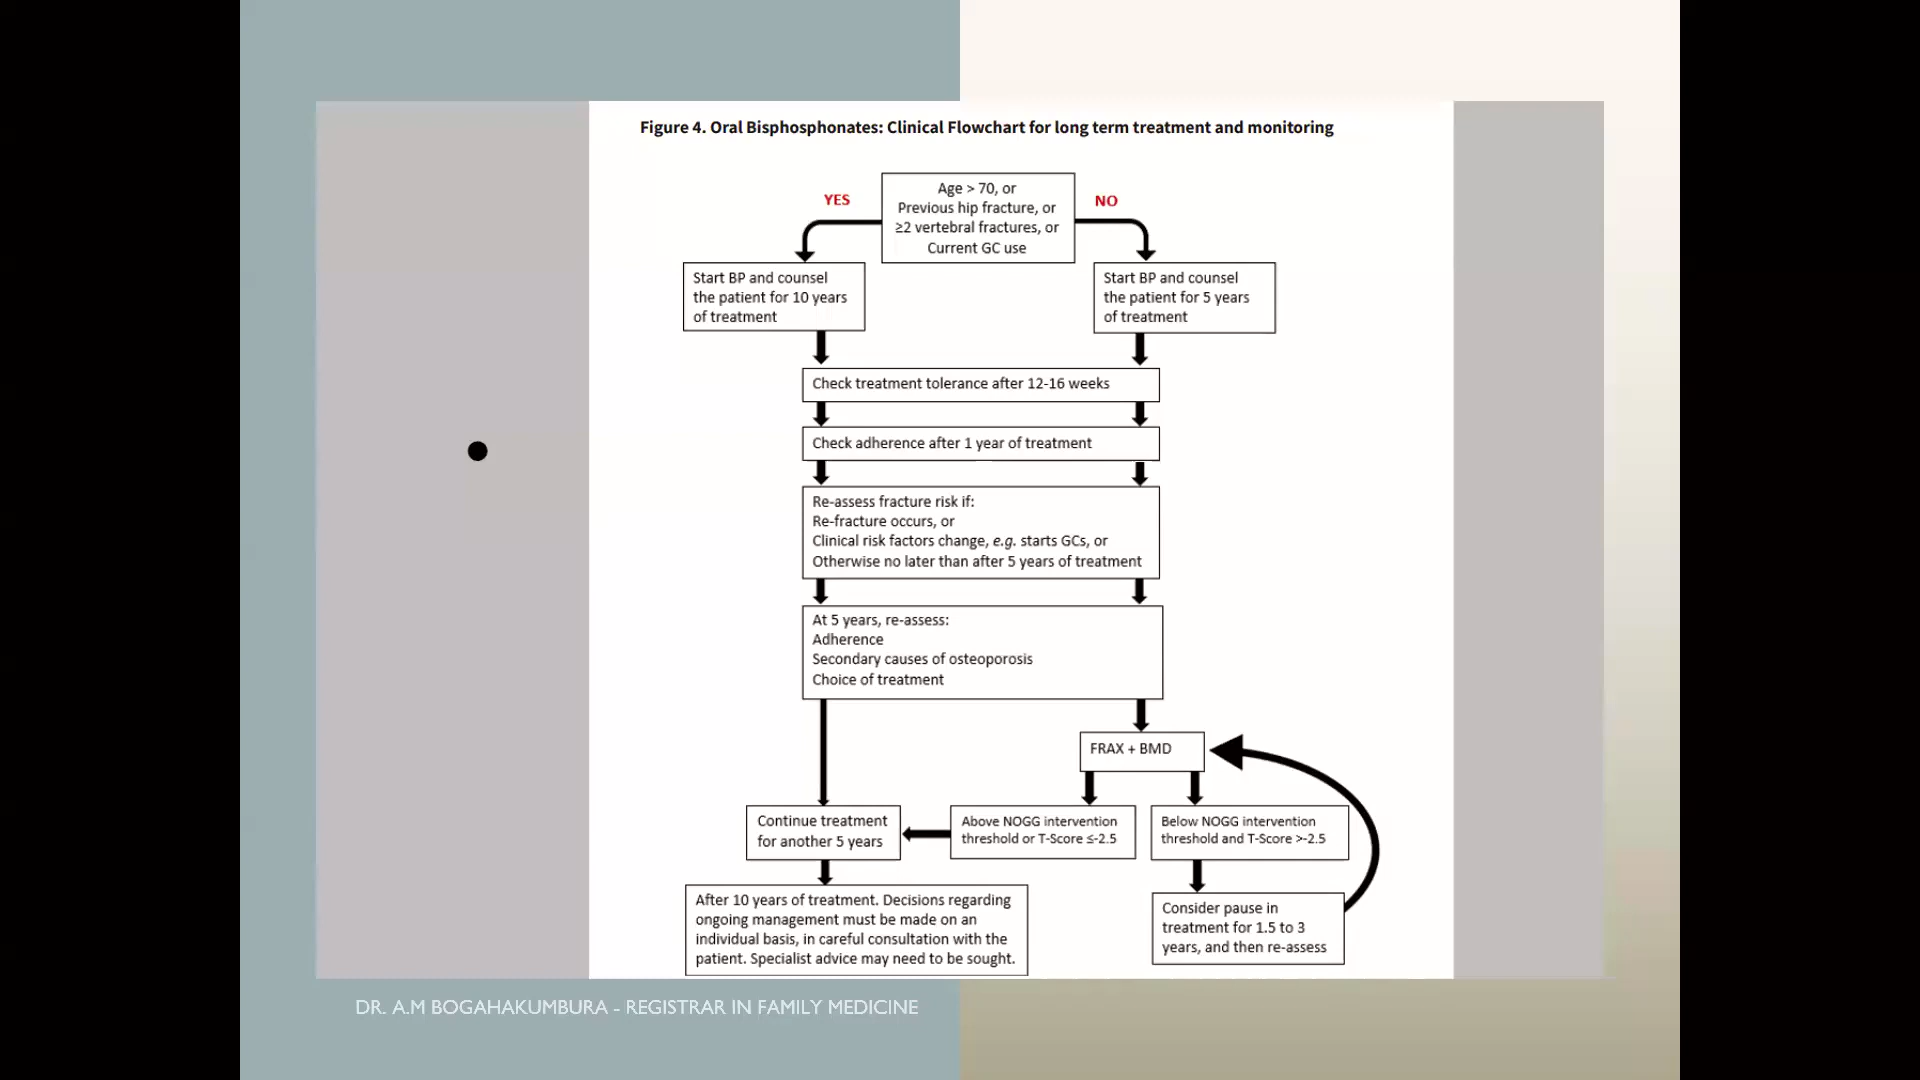 Figure 4. Oral Bisphosphonates: Clinical Flowchart for long term treatment and monitoring
YES
Age > 70, or
Previous hip fracture, or
≥2 vertebral fractures, or
Current GC use
NO
Start BP and counsel
the patient for 10 years
of treatment
Start BP and counsel
the patient for 5 years
of treatment
Check treatment tolerance after 12-16 weeks
Check adherence after 1 year of treatment
Re-assess fracture risk if:
Re-fracture occurs, or
Clinical risk factors change, e.g. starts GCs, or
Otherwise no later than after 5 years of treatment
At 5 years, re-assess:
Adherence
Secondary causes of osteoporosis
Choice of treatment
FRAX + BMD
Continue treatment
for another 5 years
Above NOGG intervention
threshold or T-Score ≤-2.5
Below NOGG intervention
threshold and T-Score >-2.5
After 10 years of treatment. Decisions regarding
ongoing management must be made on an
individual basis, in careful consultation with the
patient. Specialist advice may need to be sought.
Consider pause in
treatment for 1.5 to 3
years, and then re-assess
DR. A.M BOGAHAKUMBURA - REGISTRAR IN FAMILY MEDICINE